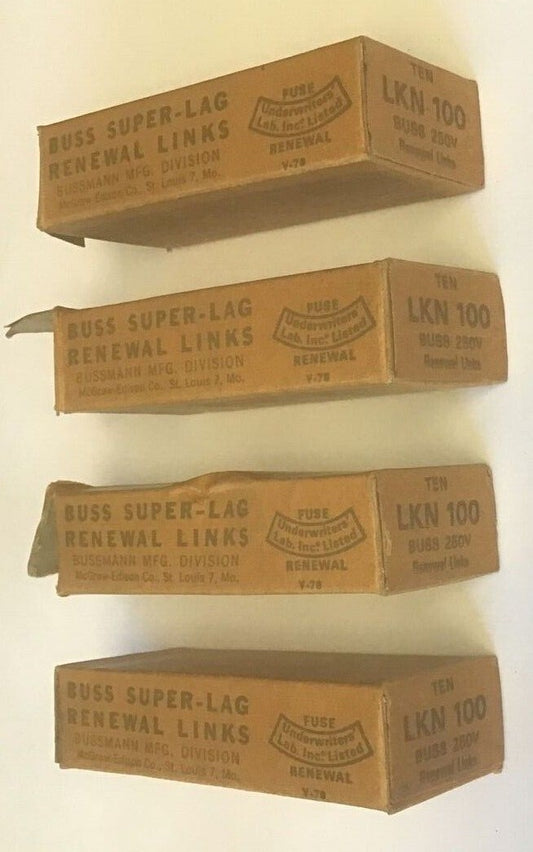 BUSS SUPER-LAG
RENEWAL LINKS
BUSSMANN MFG. DIVISION
McGraw-Edison Co., St. Louis 7, Mo.
FUSE
Underwriters'
Lab. Inc. Listed
RENEWAL
V-78
TEN
LKN 100
BUSS 250V
Renewal Links
BUSS SUPER-LAG
RENEWAL LINKS
BUSSMANN MFG. DIVISION
McGraw-Edison Co., St. Louis 7, Mo.
FUSE
Underwriters'
Lab. Inc. Listed
RENEWAL
V-78
TEN
LKN 100
BUSS 250V
Renewal Links
BUSS SUPER-LAG
RENEWAL LINKS
BUSSMANN MFG. DIVISION
McGraw-Edison Co., St. Louis 7, Mo.
FUSE
Underwriters'
Lab. Inc. Listed
RENEWAL
V-78
TEN
LKN 100
BUSS 250V
Renewal Links
BUSS SUPER-LAG
RENEWAL LINKS
BUSSMANN MFG. DIVISION
McGraw-Edison Co., St. Louis 7, Mo.
FUSE
Underwriters'
Lab. Inc. Listed
RENEWAL
V-78
TEN
LKN 100
BUSS 250V
Renewal Links